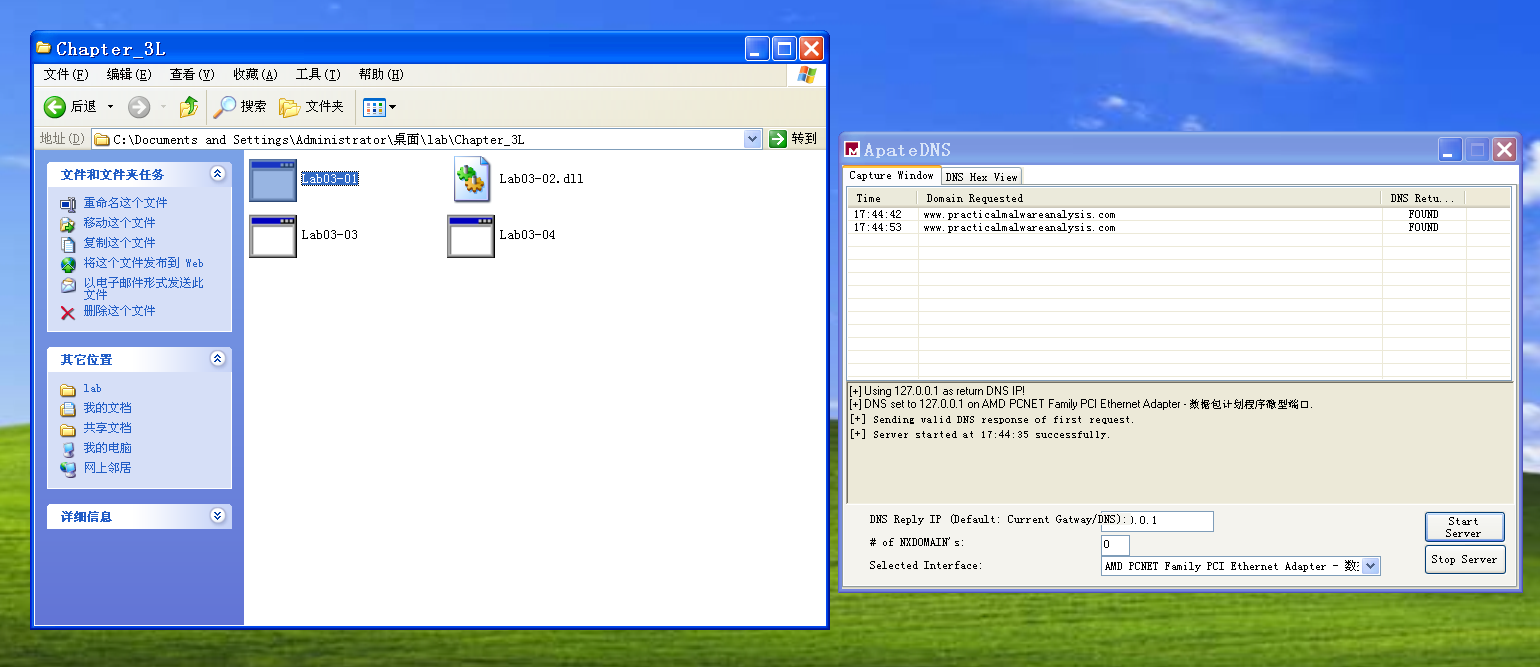 Chapter_3L
文件(F) 编辑(E) 查看(V) 收藏(A) 工具(T) 帮助(H)
后退 搜索 文件夹
地址(D) C:\Documents and Settings\Administrator\桌面\lab\Chapter_3L 转到
文件和文件夹任务
重命名这个文件
移动这个文件
复制这个文件
将这个文件发布到 Web
以电子邮件形式发送此
文件
删除这个文件
其它位置
lab
我的文档
共享文档
我的电脑
网上邻居
详细信息
Lab03-01 Lab03-02.dll
Lab03-03 Lab03-04
ApateDNS
Capture Window DNS Hex View
Time Domain Requested DNS Retu...
17:44:42 www.practicalmalwareanalysis.com FOUND
17:44:53 www.practicalmalwareanalysis.com FOUND
[+] Using 127.0.0.1 as return DNS IP!
[+] DNS set to 127.0.0.1 on AMD PCNET Family PCI Ethernet Adapter - 数据包计划程序微型端口.
[+] Sending valid DNS response of first request.
[+] Server started at 17:44:35 successfully.
DNS Reply IP (Default: Current Gatway/DNS): ).0.1
# of NXDOMAIN's: 0
Selected Interface: AMD PCNET Family PCI Ethernet Adapter - 数
Start
Server
Stop Server